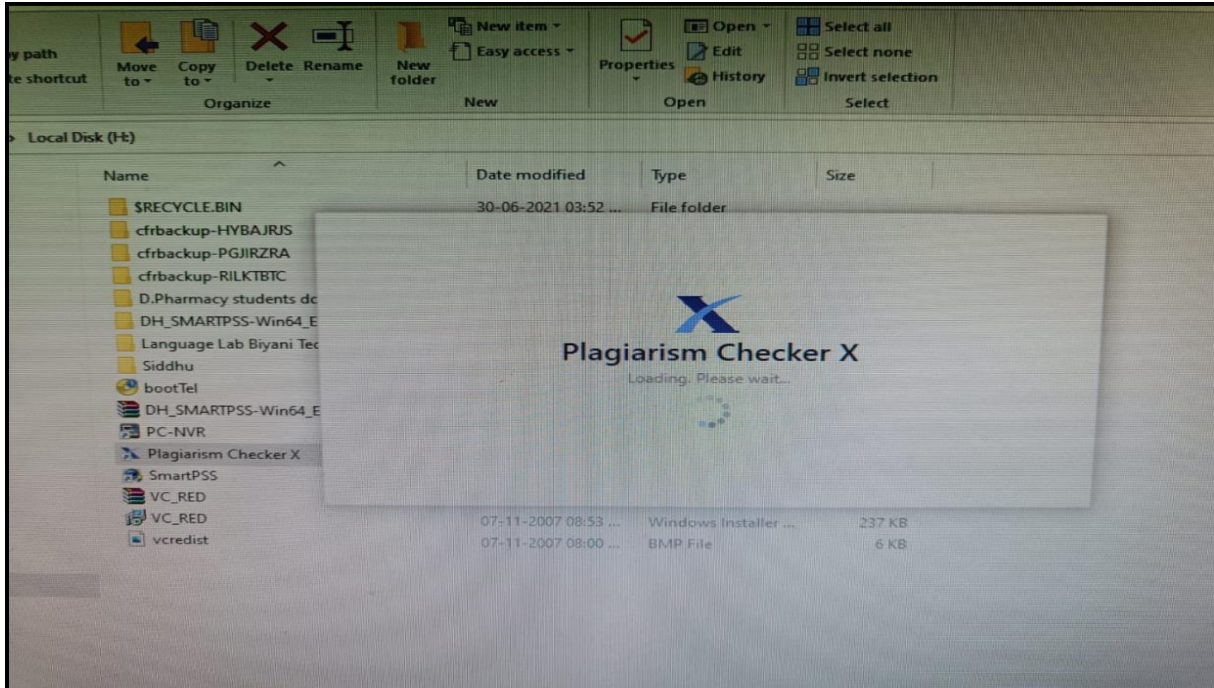 y path
te shortcut
Move to
Copy to
Delete
Rename
Organize
New folder
New item
Easy access
New
Properties
Open
Edit
History
Open
Select all
Select none
Invert selection
Select
Local Disk (H:)
Name Date modified Type Size
$RECYCLE.BIN 30-06-2021 03:52 ... File folder
cfrbackup-HYBAJRJS
cfrbackup-PGJIRZRA
cfrbackup-RILKTBTC
D.Pharmacy students dc
DH_SMARTPSS-Win64_E
Language Lab Biyani Tec
Siddhu
bootTel
DH_SMARTPSS-Win64_E
PC-NVR
Plagiarism Checker X
SmartPSS
VC_RED
VC_RED 07-11-2007 08:53 ... Windows Installer ... 237 KB
vcredist 07-11-2007 08:00 ... BMP File 6 KB
Plagiarism Checker X
Loading. Please wait...